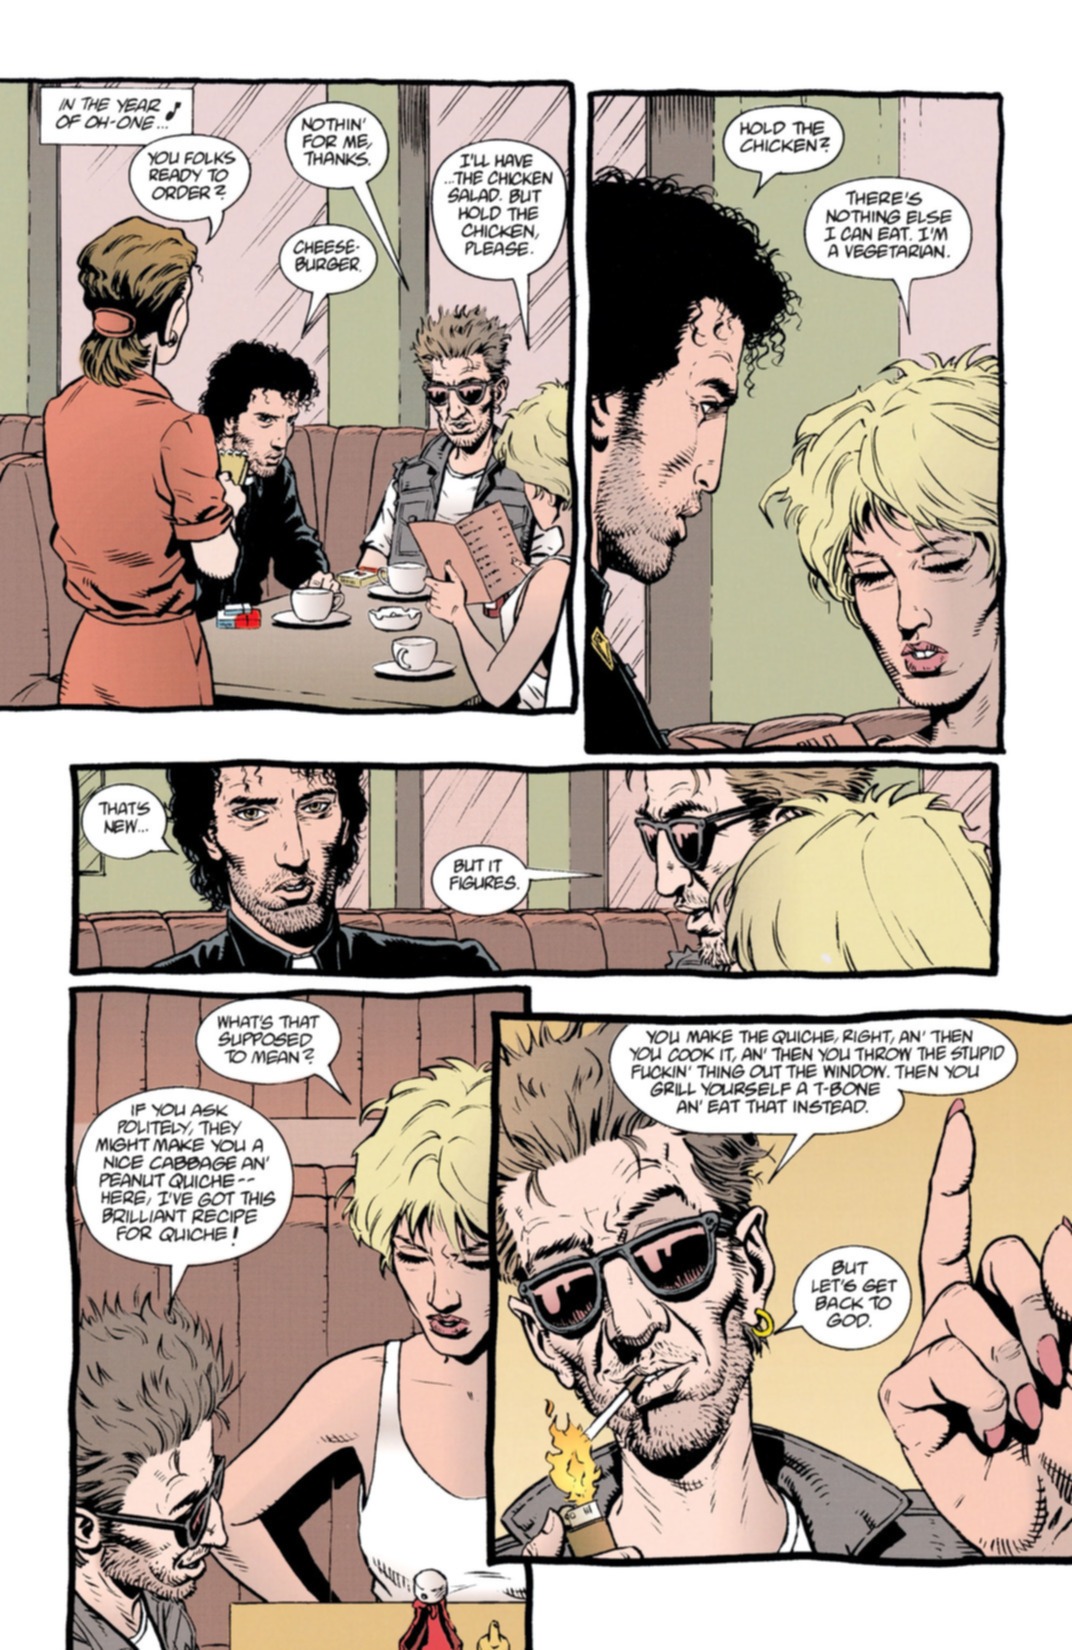 IN THE YEAR
OF OH-ONE...
YOU FOLKS
READY TO
ORDER?
NOTHIN'
FOR ME,
THANKS.
CHEESE-
BURGER.
I'LL HAVE
...THE CHICKEN
SALAD. BUT
HOLD THE
CHICKEN,
PLEASE.
HOLD THE
CHICKEN?
THERE'S
NOTHING ELSE
I CAN EAT. I'M
A VEGETARIAN.
THAT'S
NEW...
BUT IT
FIGURES.
WHAT'S THAT
SUPPOSED
TO MEAN?
IF YOU ASK
POLITELY, THEY
MIGHT MAKE YOU A
NICE CABBAGE AN'
PEANUT QUICHE--
HERE, I'VE GOT THIS
BRILLIANT RECIPE
FOR QUICHE!
YOU MAKE THE QUICHE, RIGHT, AN' THEN
YOU COOK IT, AN' THEN YOU THROW THE STUPID
FUCKIN' THING OUT THE WINDOW. THEN YOU
GRILL YOURSELF A T-BONE
AN' EAT THAT INSTEAD.
BUT
LET'S GET
BACK TO
GOD.